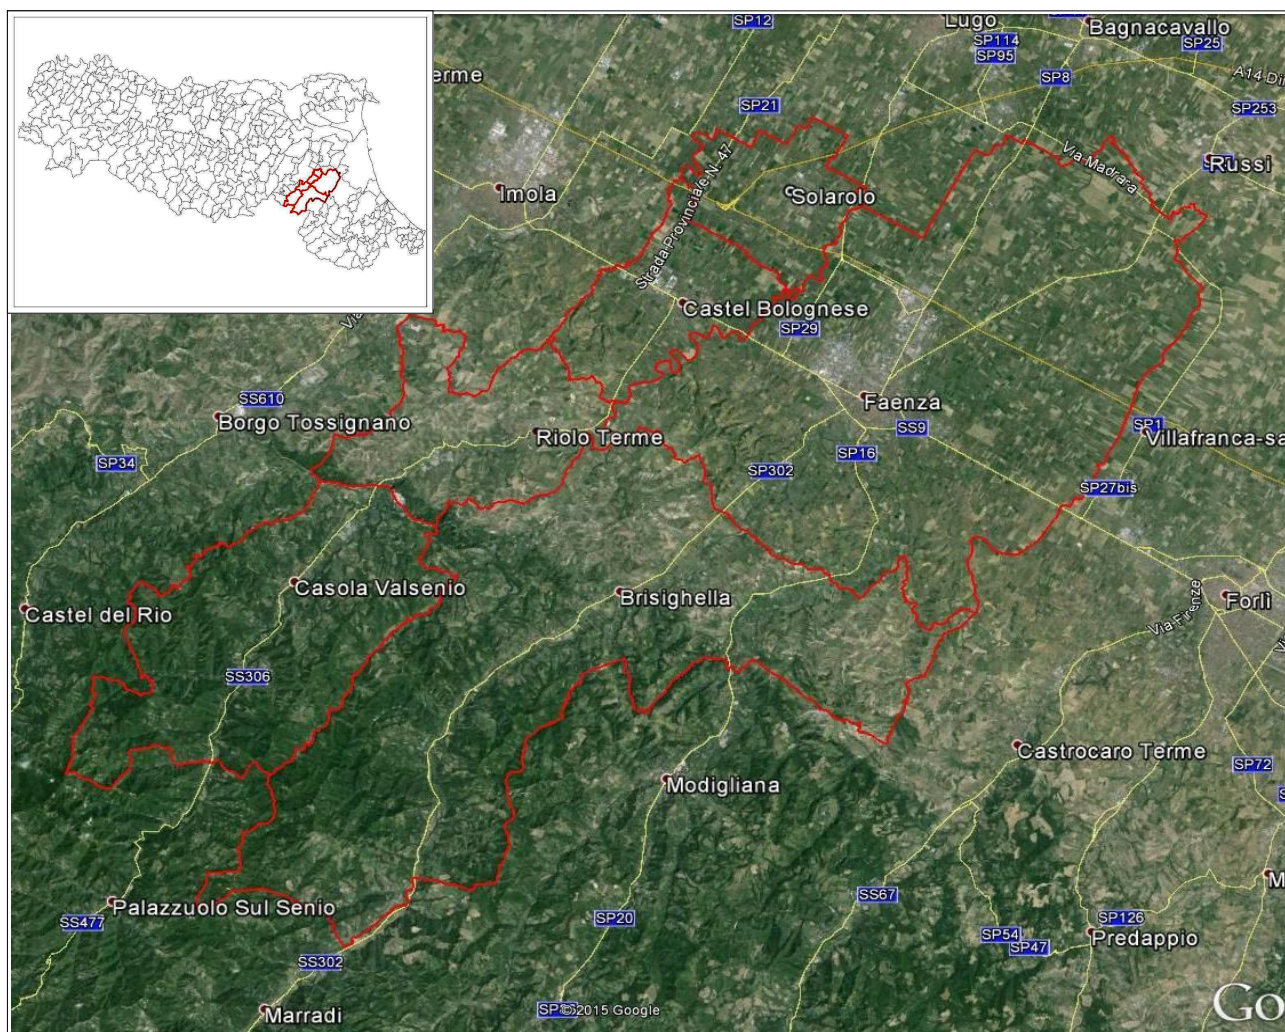 SP12
Lugo
Bagnacavallo
SP114
SP25
SP95
erme
SP8
A14 Di
SP21
SP253
Via Madrara
Russi
Imola
Solarolo
Strada Provinciale N. 47
Castel Bolognese
SP29
SS610
Borgo Tossignano
Faenza
SS9
Riolo Terme
SP1
Villafranca-sa
SP34
SP16
SP302
SP27bis
Casola Valsenio
Brisighella
Castel del Rio
Forlì
Via Firenze
SS306
Castrocaro Terme
SP72
Modigliana
Palazzuolo Sul Senio
SS477
SP20
SS67
SP126
SP54
SP47
Predappio
SS302
Marradi
©2015 Google
Go